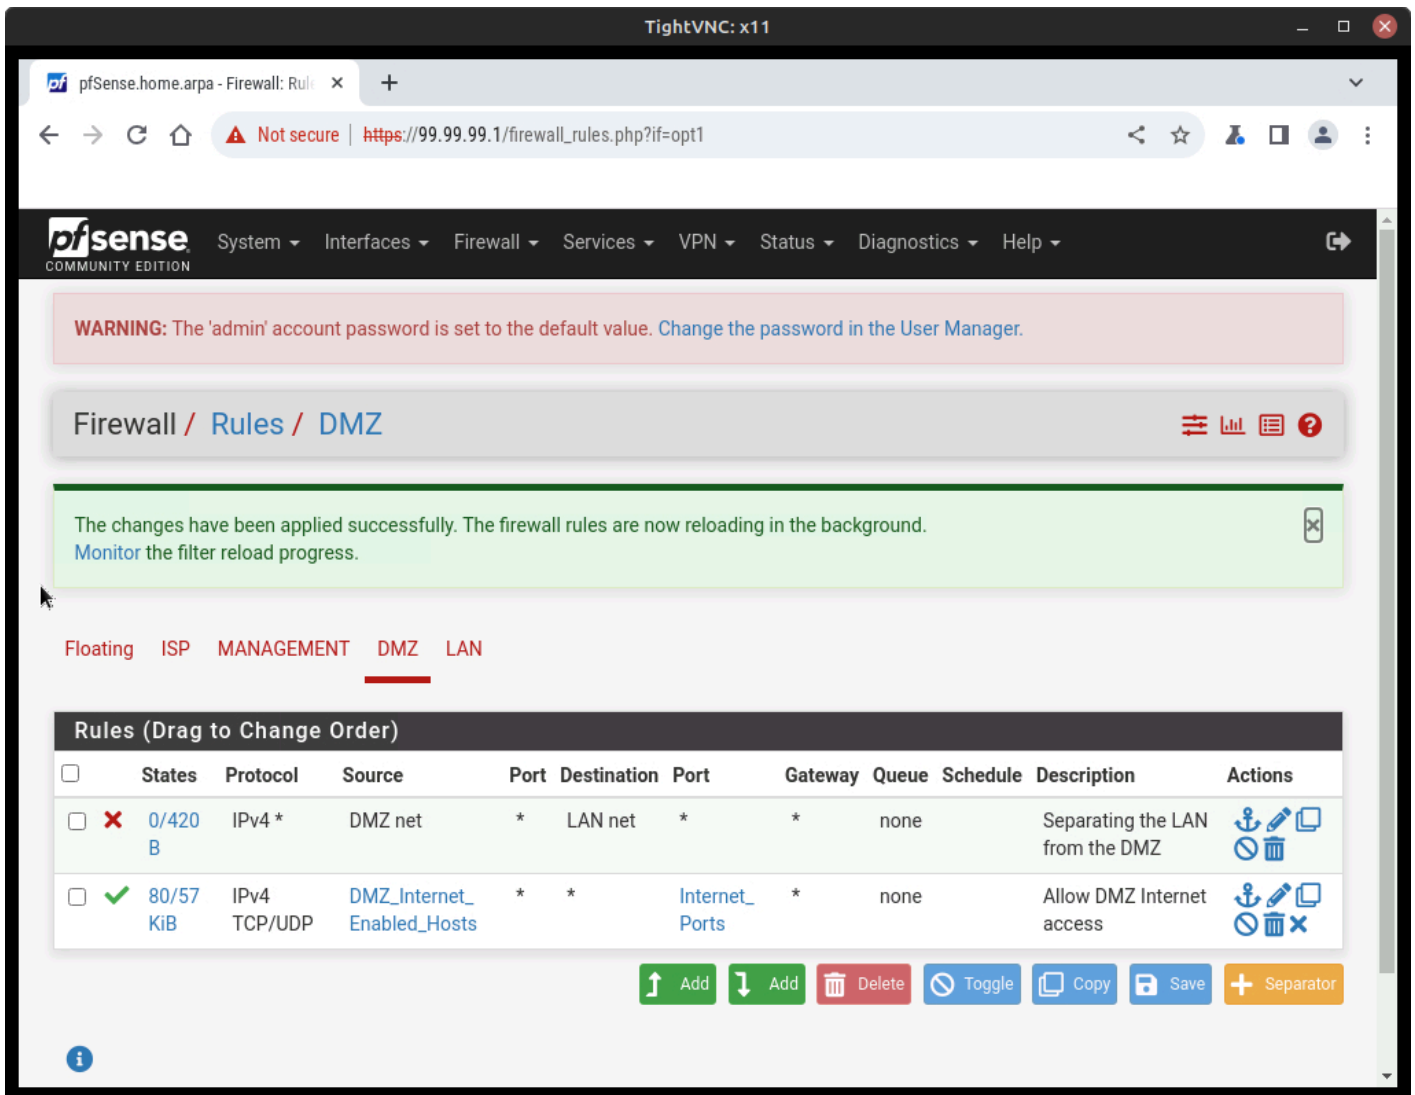 TightVNC: x11
pfSense.home.arpa - Firewall: Rul
Not secure | https://99.99.99.1/firewall_rules.php?if=opt1
pfsense
COMMUNITY EDITION
System Interfaces Firewall Services VPN Status Diagnostics Help
WARNING: The 'admin' account password is set to the default value. Change the password in the User Manager.
Firewall / Rules / DMZ
The changes have been applied successfully. The firewall rules are now reloading in the background.
Monitor the filter reload progress.
Floating ISP MANAGEMENT DMZ LAN
Rules (Drag to Change Order)
States Protocol Source Port Destination Port Gateway Queue Schedule Description Actions
0/420 IPv4 * DMZ net * LAN net * * none Separating the LAN
B from the DMZ
80/57 IPv4 DMZ_Internet_ * * Internet_ * none Allow DMZ Internet
KiB TCP/UDP Enabled_Hosts Ports access
Add Add Delete Toggle Copy Save Separator